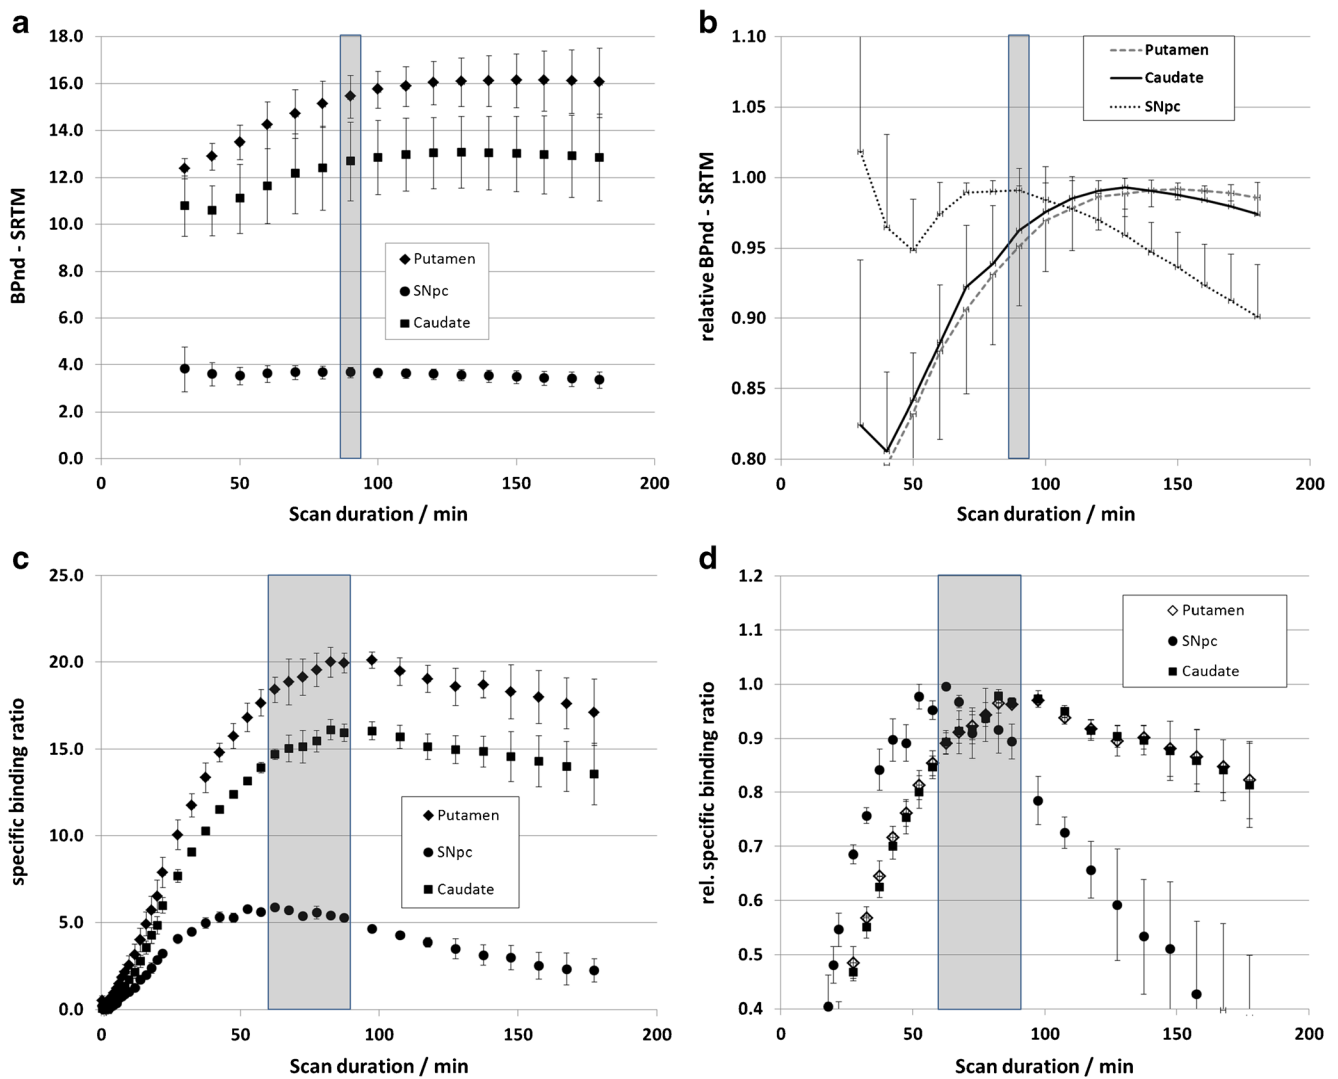 a
18.0
16.0
14.0
12.0
10.0
8.0
6.0
4.0
2.0
0.0
BPnd - SRTM
Putamen
SNpc
Caudate
0 50 100 150 200
Scan duration / min
b
1.10
1.05
1.00
0.95
0.90
0.85
0.80
relative BPnd - SRTM
Putamen
Caudate
SNpc
0 50 100 150 200
Scan duration / min
c
25.0
20.0
15.0
10.0
5.0
0.0
specific binding ratio
Putamen
SNpc
Caudate
0 50 100 150 200
Scan duration / min
d
1.2
1.1
1.0
0.9
0.8
0.7
0.6
0.5
0.4
rel. specific binding ratio
Putamen
SNpc
Caudate
0 50 100 150 200
Scan duration / min